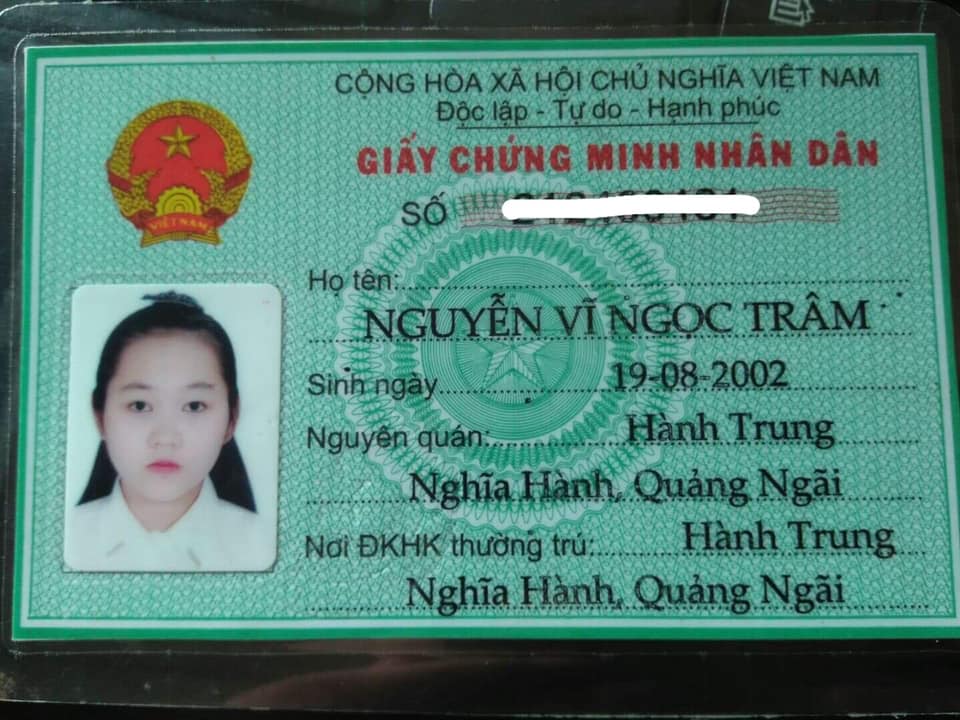 CỘNG HÒA XÃ HỘI CHỦ NGHĨA VIỆT NAM
Độc lập - Tự do - Hạnh phúc
GIẤY CHỨNG MINH NHÂN DÂN
SỐ
VIỆT NAM
Họ tên:
NGUYỄN VĨ NGỌC TRÂM
Sinh ngày 19-08-2002
Nguyên quán: Hành Trung
Nghĩa Hành, Quảng Ngãi
Nơi ĐKHK thường trú: Hành Trung
Nghĩa Hành, Quảng Ngãi